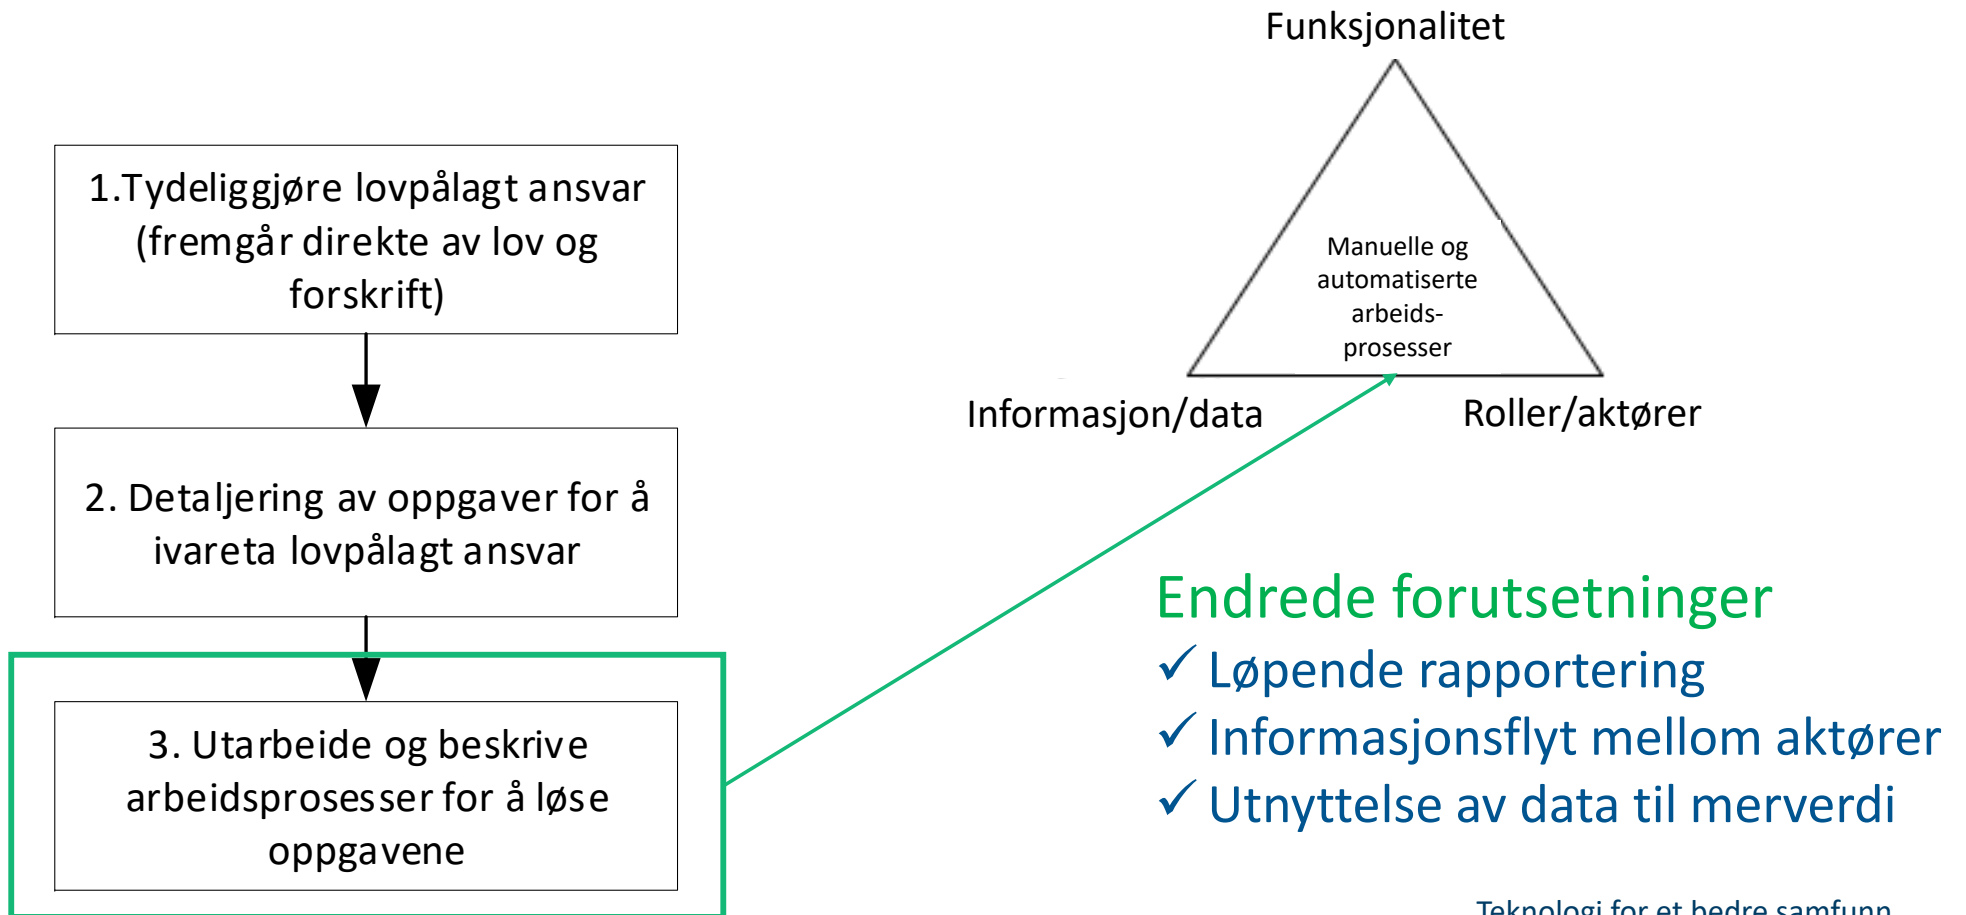 1.Tydeliggjøre lovpålagt ansvar
(fremgår direkte av lov og
forskrift)
2. Detaljering av oppgaver for å
ivareta lovpålagt ansvar
3. Utarbeide og beskrive
arbeidsprosesser for å løse
oppgavene
Funksjonalitet
Manuelle og
automatiserte
arbeids-
prosesser
Informasjon/data
Roller/aktører
Endrede forutsetninger
✓ Løpende rapportering
✓ Informasjonsflyt mellom aktører
✓ Utnyttelse av data til merverdi
Teknologi for et bedre samfunn